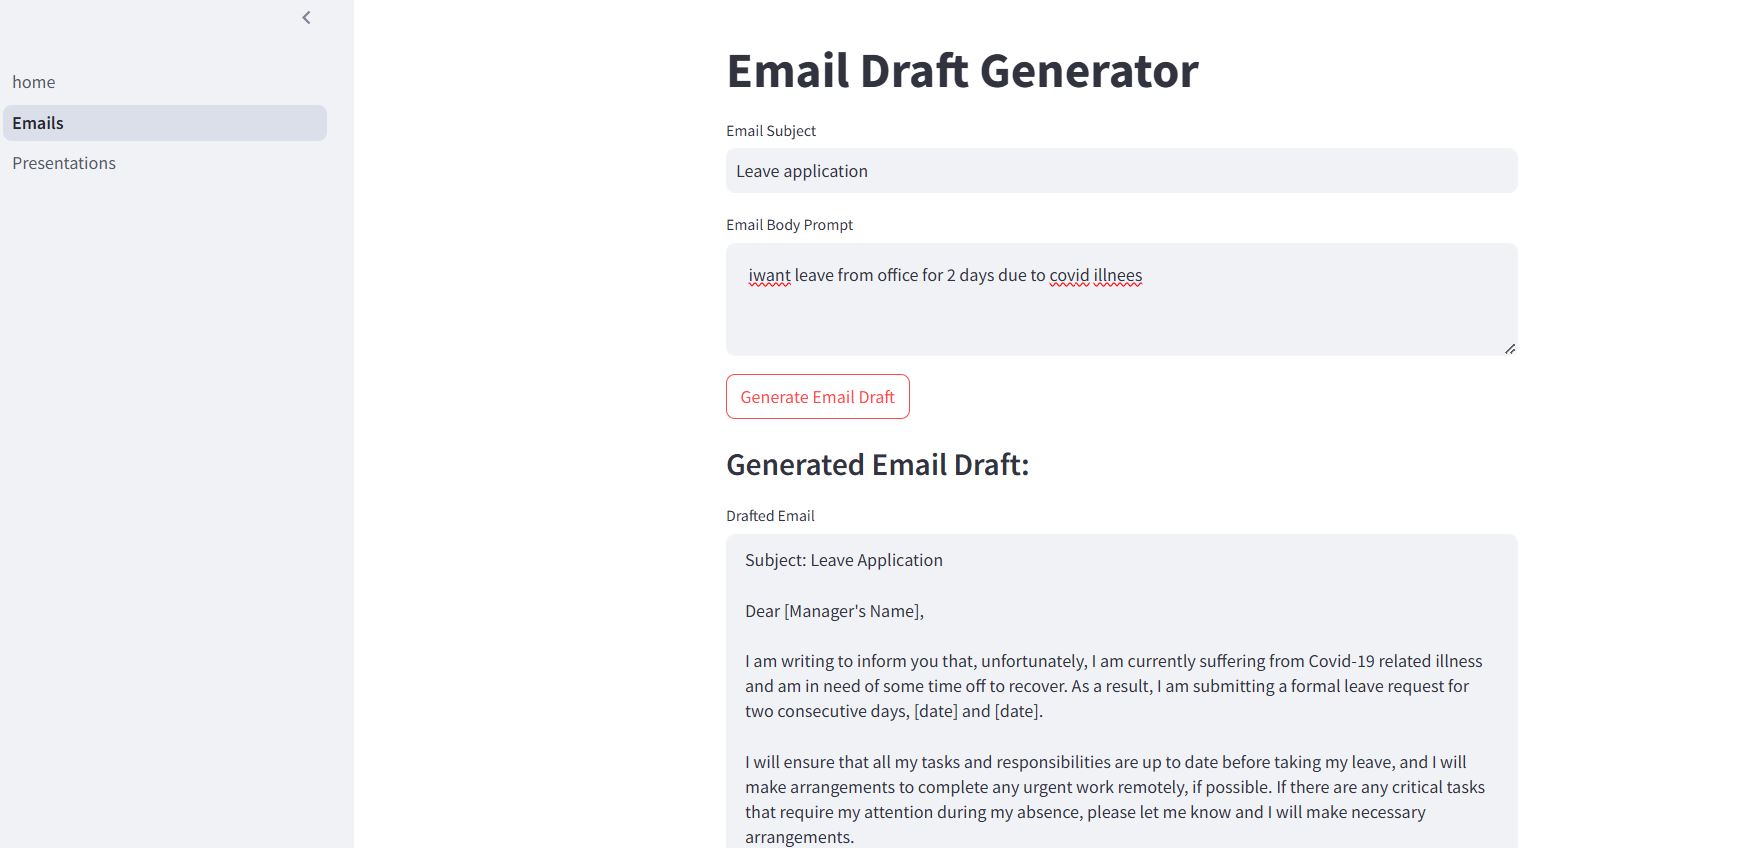 home
Emails
Presentations
Email Draft Generator
Email Subject
Leave application
Email Body Prompt
iwant leave from office for 2 days due to covid illnees
Generate Email Draft
Generated Email Draft:
Drafted Email
Subject: Leave Application
Dear [Manager's Name],
I am writing to inform you that, unfortunately, I am currently suffering from Covid-19 related illness
and am in need of some time off to recover. As a result, I am submitting a formal leave request for
two consecutive days, [date] and [date].
I will ensure that all my tasks and responsibilities are up to date before taking my leave, and I will
make arrangements to complete any urgent work remotely, if possible. If there are any critical tasks
that require my attention during my absence, please let me know and I will make necessary
arrangements.